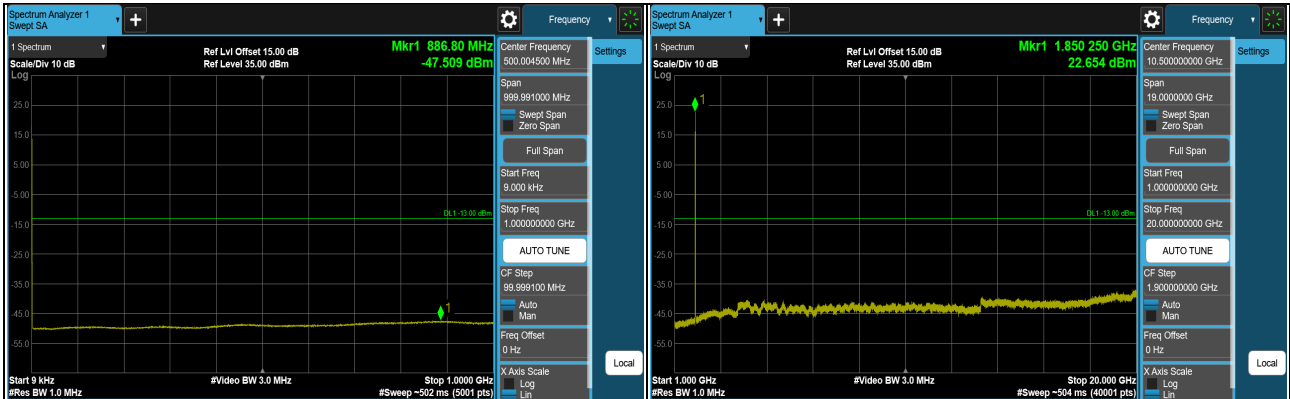 Spectrum Analyzer 1
Swept SA
+
Frequency
1 Spectrum
Scale/Div 10 dB
Log
Ref Lvl Offset 15.00 dB
Ref Level 35.00 dBm
Mkr1 886.80 MHz
-47.509 dBm
25.0
15.0
5.00
-5.00
-15.0
-25.0
-35.0
-45.0
-55.0
DL1 -13.00 dBm
1
Start 9 kHz
#Res BW 1.0 MHz
#Video BW 3.0 MHz
Stop 1.0000 GHz
#Sweep ~502 ms (5001 pts)
Center Frequency
500.004500 MHz
Span
999.991000 MHz
Swept Span
Zero Span
Full Span
Start Freq
9.000 kHz
Stop Freq
1.000000000 GHz
AUTO TUNE
CF Step
99.999100 MHz
Auto
Man
Freq Offset
0 Hz
X Axis Scale
Log
Lin
Settings
Local
Spectrum Analyzer 1
Swept SA
+
Frequency
1 Spectrum
Scale/Div 10 dB
Log
Ref Lvl Offset 15.00 dB
Ref Level 35.00 dBm
Mkr1 1.850 250 GHz
22.654 dBm
25.0
15.0
5.00
-5.00
-15.0
-25.0
-35.0
-45.0
-55.0
1
DL1 -13.00 dBm
Start 1.000 GHz
#Res BW 1.0 MHz
#Video BW 3.0 MHz
Stop 20.000 GHz
#Sweep ~504 ms (40001 pts)
Center Frequency
10.500000000 GHz
Span
19.0000000 GHz
Swept Span
Zero Span
Full Span
Start Freq
1.000000000 GHz
Stop Freq
20.000000000 GHz
AUTO TUNE
CF Step
1.900000000 GHz
Auto
Man
Freq Offset
0 Hz
X Axis Scale
Log
Lin
Settings
Local